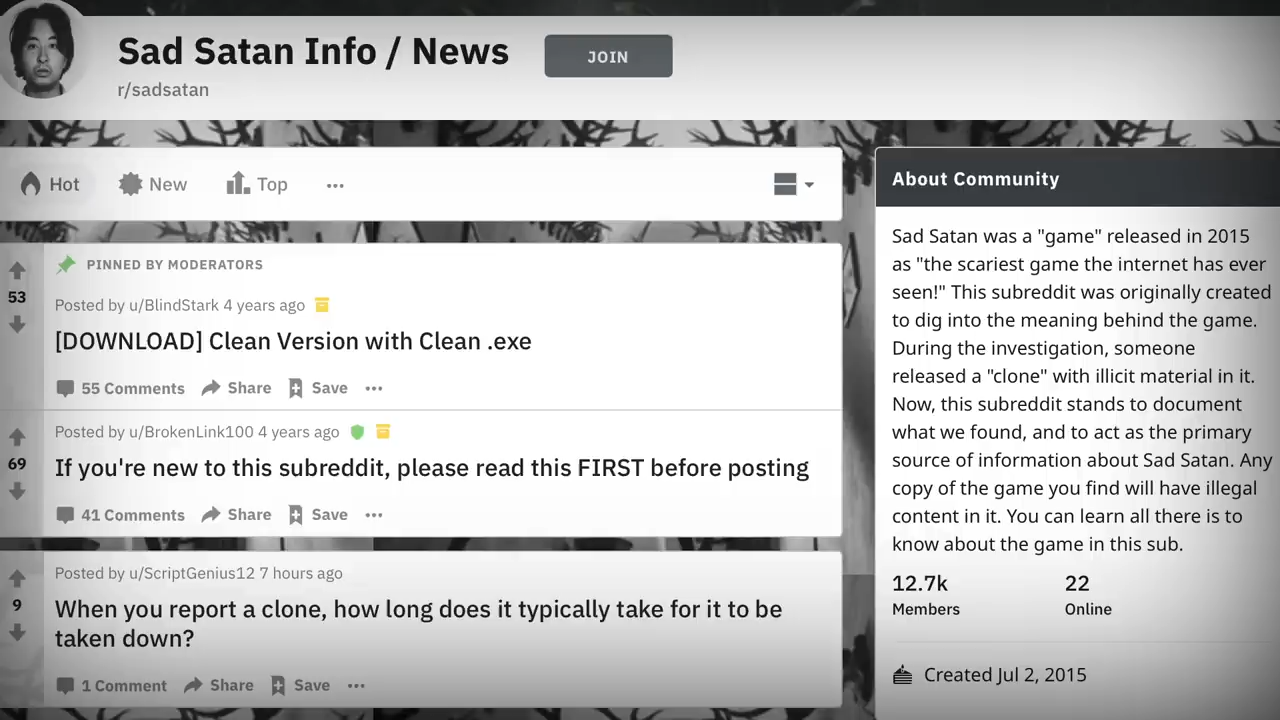 Sad Satan Info / News
JOIN
r/sadsatan
Hot
New
Top
PINNED BY MODERATORS
53
Posted by u/BlindStark 4 years ago
[DOWNLOAD] Clean Version with Clean .exe
55 Comments
Share
Save
Posted by u/BrokenLink100 4 years ago
69
If you're new to this subreddit, please read this FIRST before posting
41 Comments
Share
Save
Posted by u/ScriptGenius12 7 hours ago
9
When you report a clone, how long does it typically take for it to be
taken down?
1 Comment
Share
Save
About Community
Sad Satan was a "game" released in 2015
as "the scariest game the internet has ever
seen!" This subreddit was originally created
to dig into the meaning behind the game.
During the investigation, someone
released a "clone" with illicit material in it.
Now, this subreddit stands to document
what we found, and to act as the primary
source of information about Sad Satan. Any
copy of the game you find will have illegal
content in it. You can learn all there is to
know about the game in this sub.
12.7k
22
Members
Online
Created Jul 2, 2015